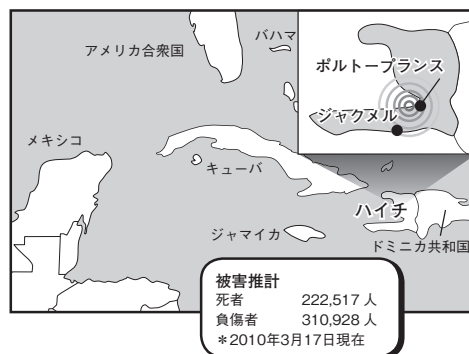 アメリカ合衆国
バハマ
ポルトープランス
ジャクメル
メキシコ
キューバ
ハイチ
ジャマイカ
ドミニカ共和国
被害推計
死者 222,517 人
負傷者 310,928 人
＊2010年3月17日現在